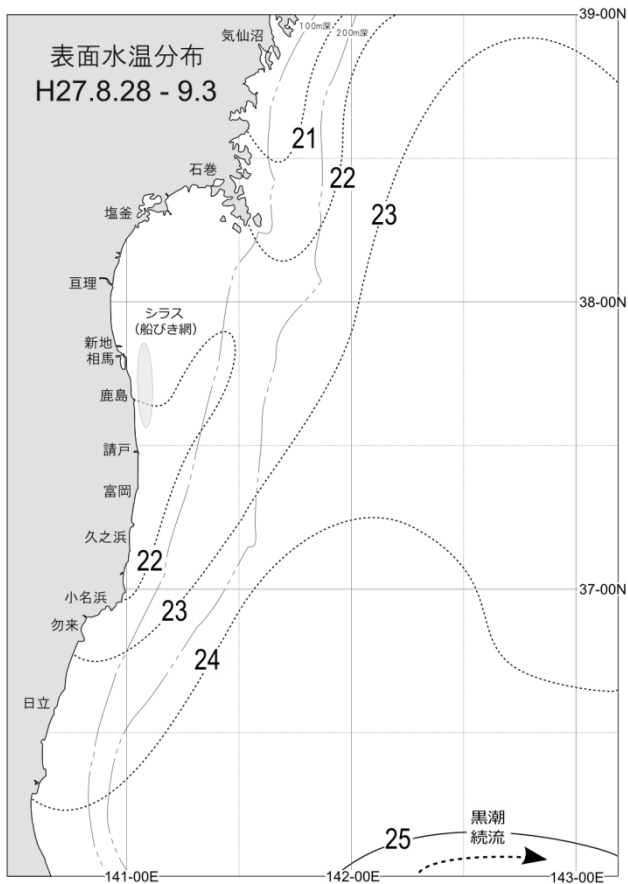 表面水温分布
H27.8.28 - 9.3
気仙沼
100m深
200m深
39-00N
石巻
塩釜
亘理
21
22
23
38-00N
シラス
（船びき網）
新地
相馬
鹿島
請戸
富岡
久之浜
22
小名浜
勿来
23
37-00N
24
日立
黒潮
続流
25
141-00E
142-00E
143-00E